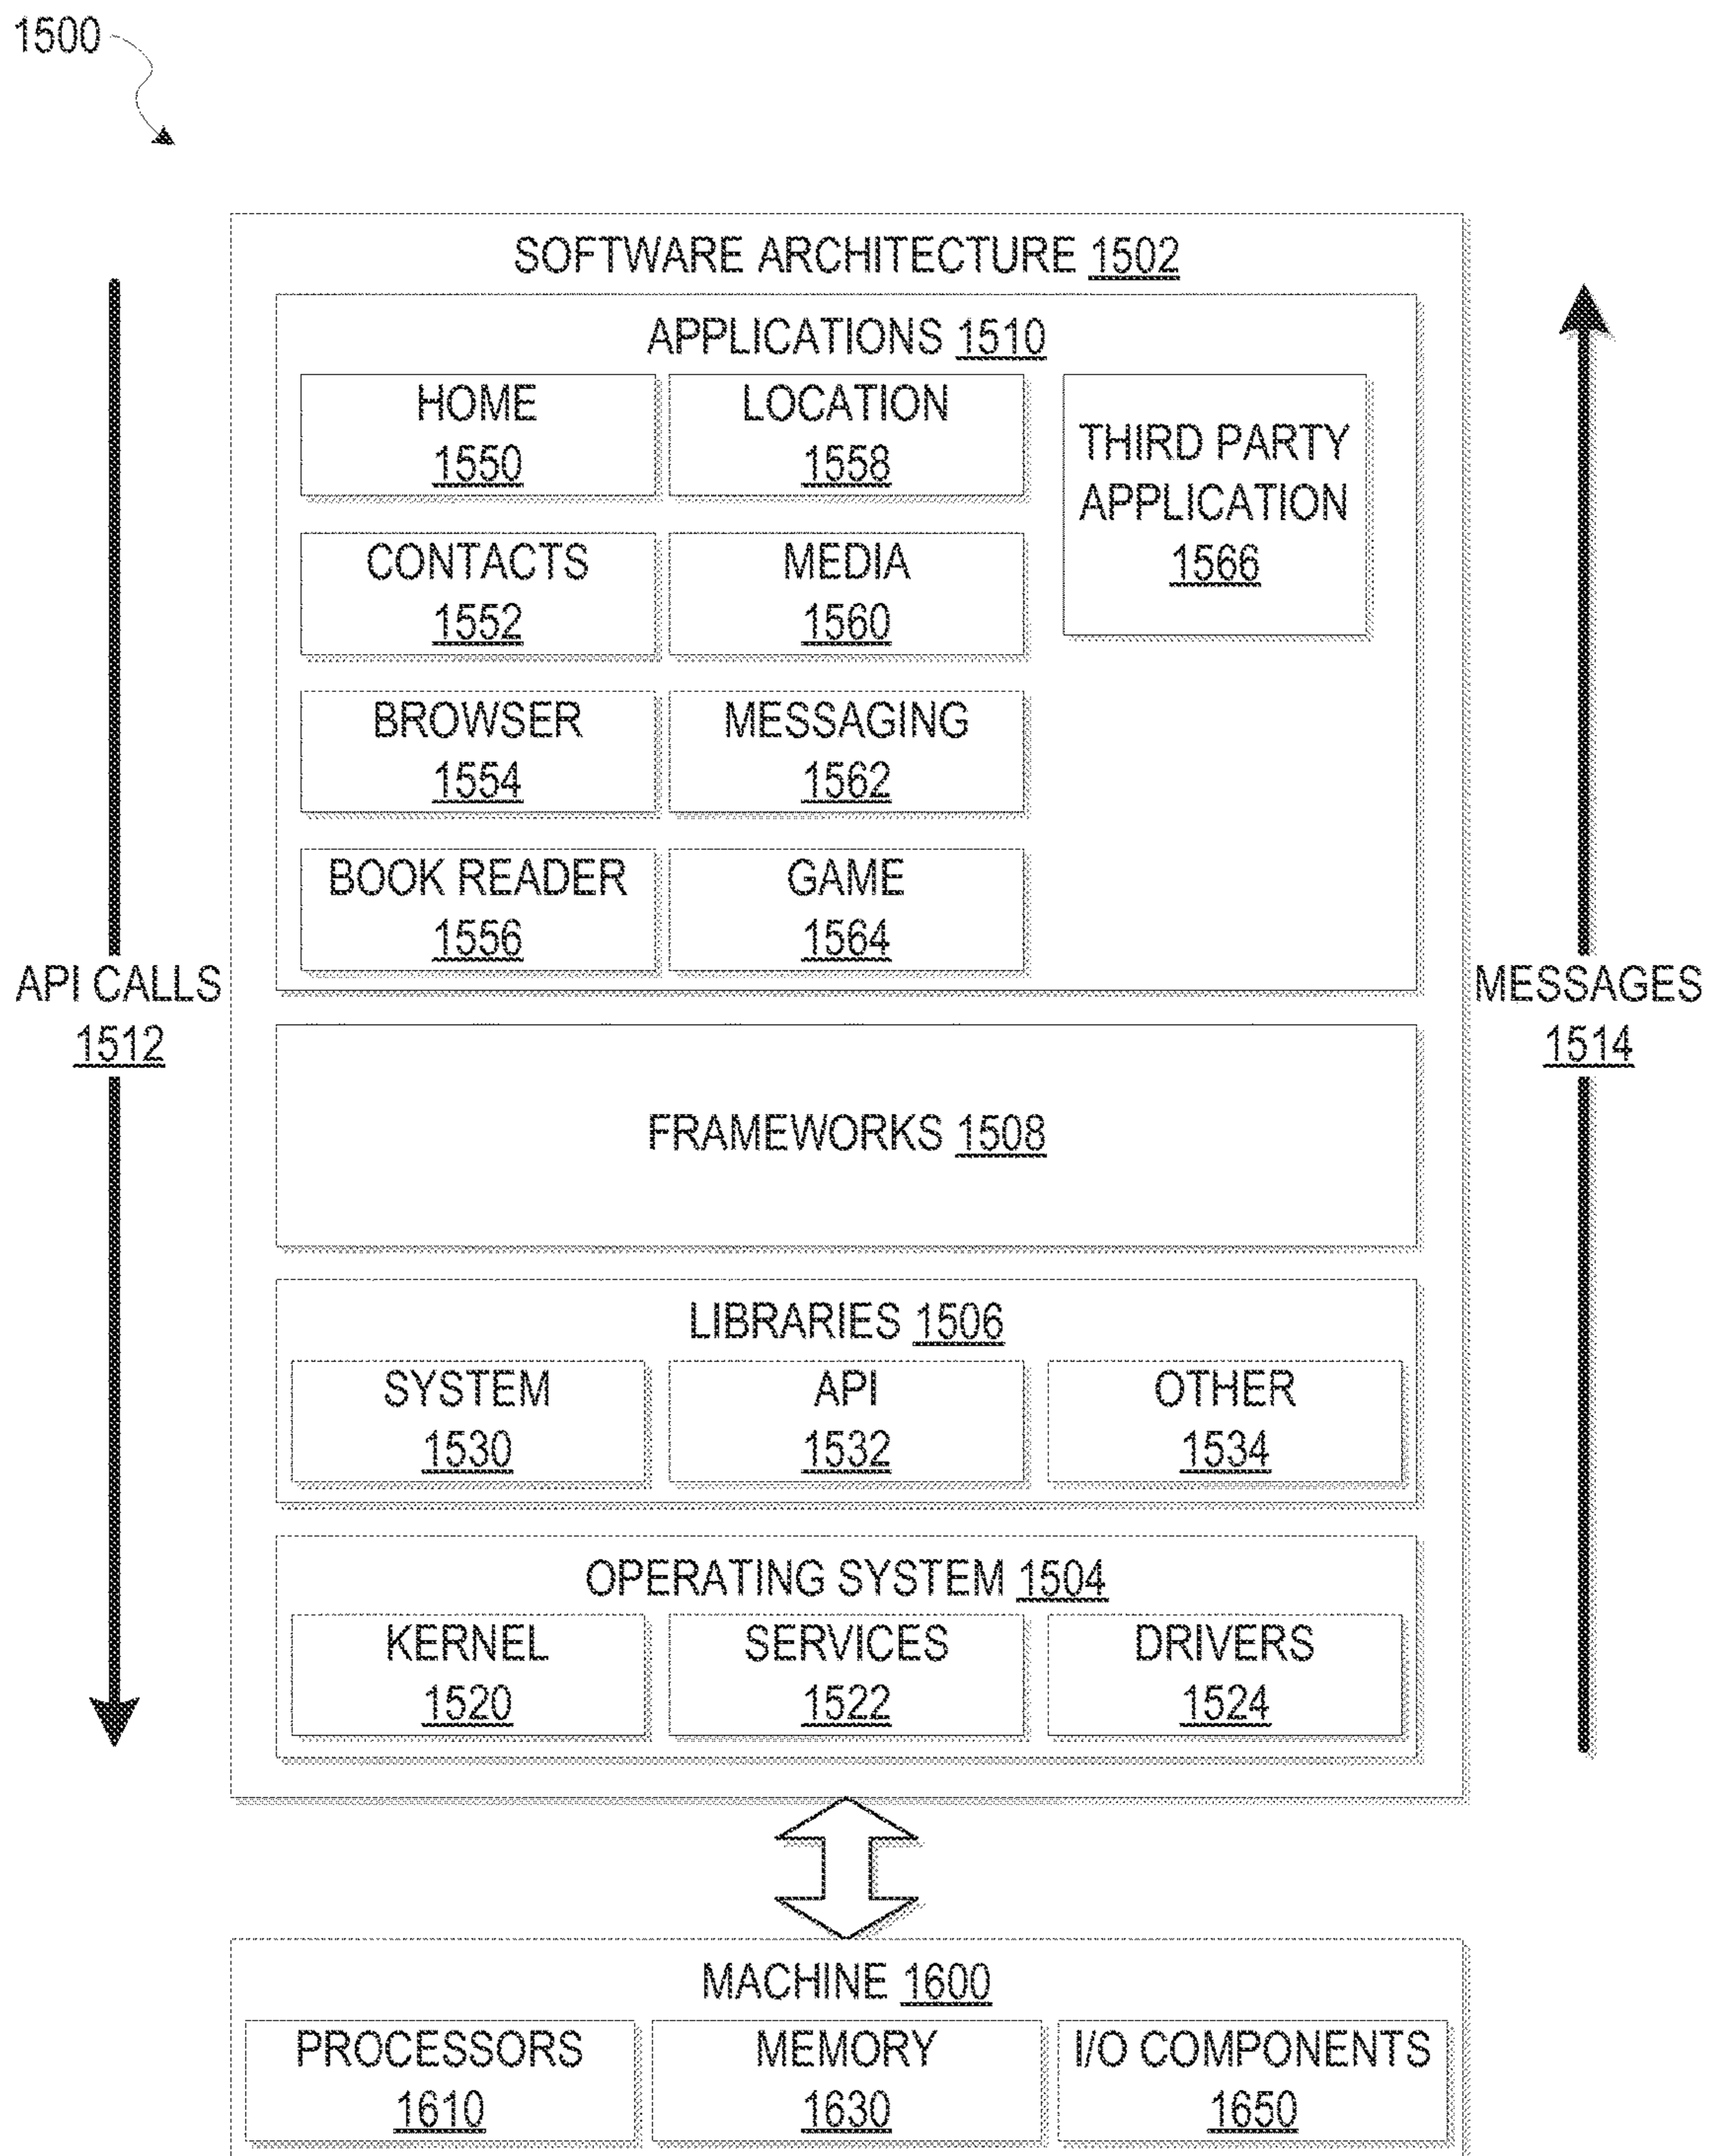 1500
SOFTWARE ARCHITECTURE 1502
APPLICATIONS 1510
HOME
1550
LOCATION
1558
THIRD PARTY
APPLICATION
1566
CONTACTS
1552
MEDIA
1560
BROWSER
1554
MESSAGING
1562
BOOK READER
1556
GAME
1564
API CALLS
1512
MESSAGES
1514
FRAMEWORKS 1508
LIBRARIES 1506
SYSTEM
1530
API
1532
OTHER
1534
OPERATING SYSTEM 1504
KERNEL
1520
SERVICES
1522
DRIVERS
1524
MACHINE 1600
PROCESSORS
1610
MEMORY
1630
I/O COMPONENTS
1650